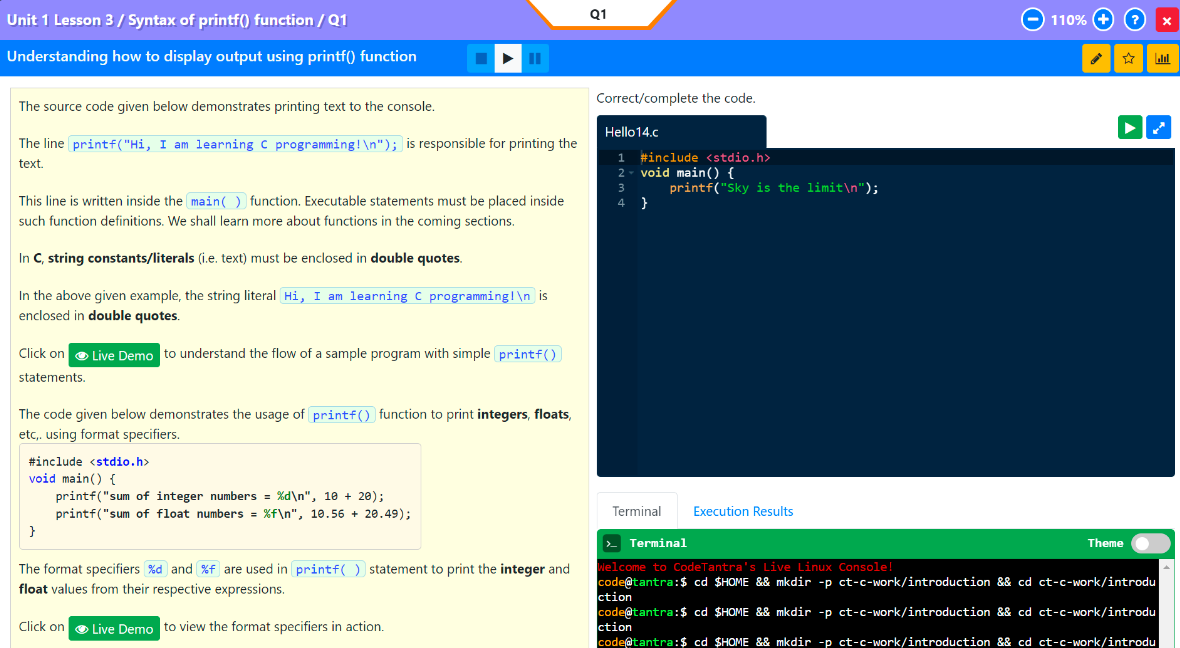 Unit 1 Lesson 3 / Syntax of printf() function / Q1
Q1
110%
?
Understanding how to display output using printf() function
The source code given below demonstrates printing text to the console.
The line printf("Hi, I am learning C programming!\n"); is responsible for printing the
text.
This line is written inside the main( ) function. Executable statements must be placed inside
such function definitions. We shall learn more about functions in the coming sections.
In C, string constants/literals (i.e. text) must be enclosed in double quotes.
In the above given example, the string literal Hi, I am learning C programming!\n is
enclosed in double quotes.
Click on Live Demo to understand the flow of a sample program with simple printf()
statements.
The code given below demonstrates the usage of printf() function to print integers, floats,
etc,. using format specifiers.
#include <stdio.h>
void main() {
    printf("sum of integer numbers = %d\n", 10 + 20);
    printf("sum of float numbers = %f\n", 10.56 + 20.49);
}
The format specifiers %d and %f are used in printf( ) statement to print the integer and
float values from their respective expressions.
Click on Live Demo to view the format specifiers in action.
Correct/complete the code.
Hello14.c
1 #include <stdio.h>
2 void main() {
3     printf("Sky is the limit\n");
4 }
Terminal
Execution Results
Terminal
Theme
Welcome to CodeTantra's Live Linux Console!
code@tantra:$ cd $HOME && mkdir -p ct-c-work/introduction && cd ct-c-work/introdu
ction
code@tantra:$ cd $HOME && mkdir -p ct-c-work/introduction && cd ct-c-work/introdu
ction
code@tantra:$ cd $HOME && mkdir -p ct-c-work/introduction && cd ct-c-work/introdu